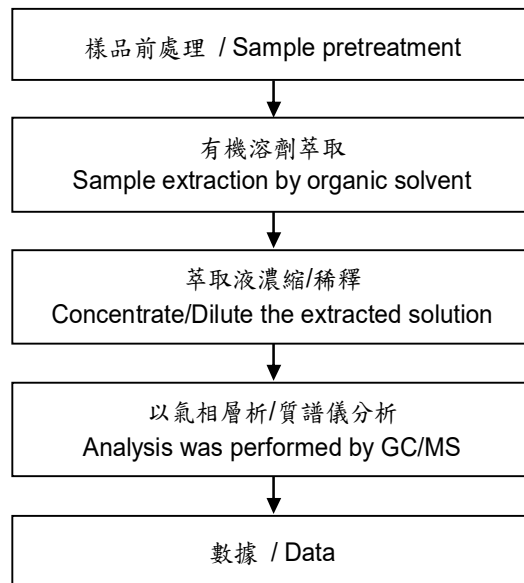 樣品前處理 / Sample pretreatment
有機溶劑萃取
Sample extraction by organic solvent
萃取液濃縮/稀釋
Concentrate/Dilute the extracted solution
以氣相層析/質譜儀分析
Analysis was performed by GC/MS
數據 / Data